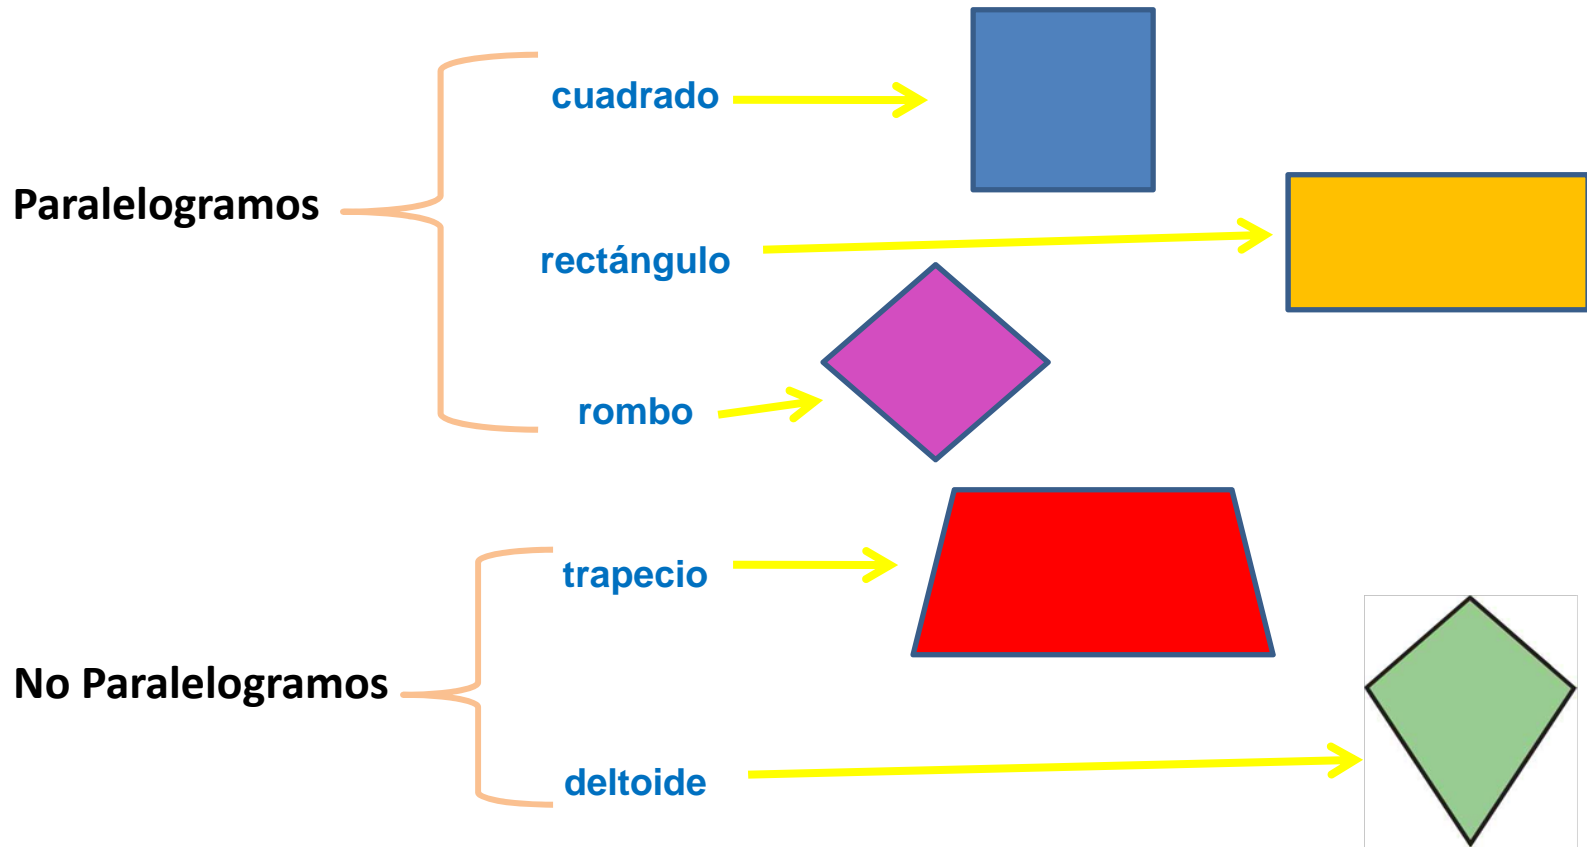 Paralelogramos
cuadrado
rectángulo
rombo
No Paralelogramos
trapecio
deltoide